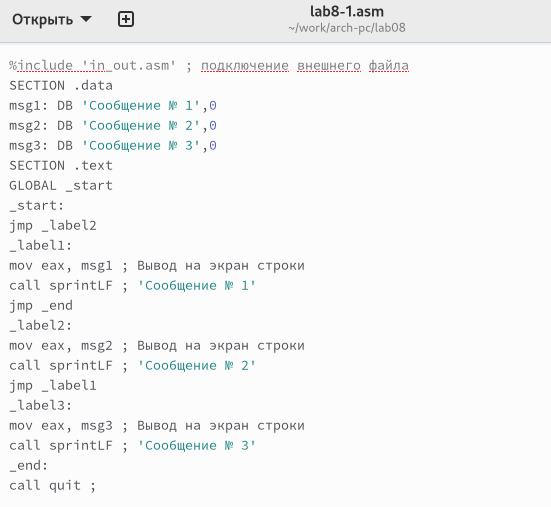 Открыть
lab8-1.asm
~/work/arch-pc/lab08
%include 'in_out.asm' ; подключение внешнего файла
SECTION .data
msg1: DB 'Сообщение № 1',0
msg2: DB 'Сообщение № 2',0
msg3: DB 'Сообщение № 3',0
SECTION .text
GLOBAL _start
_start:
jmp _label2
_label1:
mov eax, msg1 ; Вывод на экран строки
call sprintLF ; 'Сообщение № 1'
jmp _end
_label2:
mov eax, msg2 ; Вывод на экран строки
call sprintLF ; 'Сообщение № 2'
jmp _label1
_label3:
mov eax, msg3 ; Вывод на экран строки
call sprintLF ; 'Сообщение № 3'
_end:
call quit ;